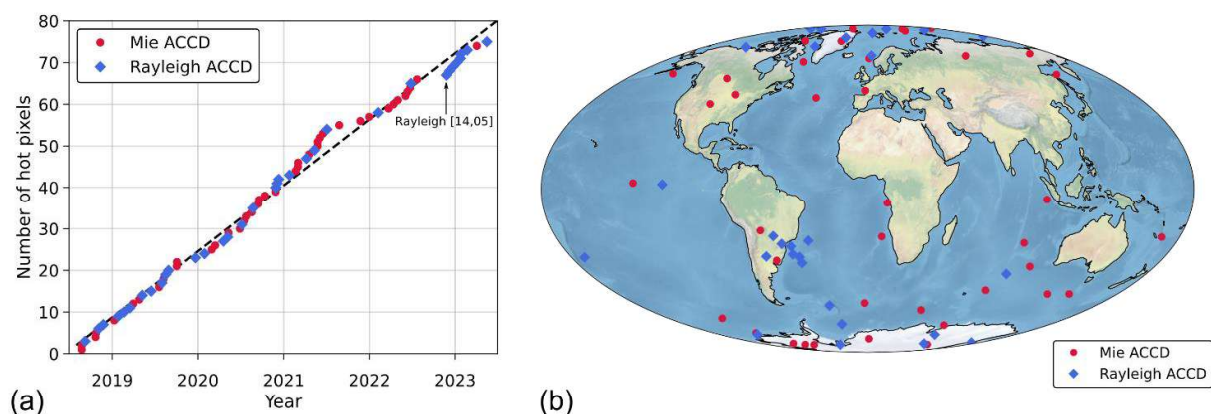 80
70
60
50
40
30
20
10
0
Number of hot pixels
Mie ACCD
Rayleigh ACCD
Rayleigh [14,05]
2019 2020 2021 2022 2023
Year
(a)
Mie ACCD
Rayleigh ACCD
(b)